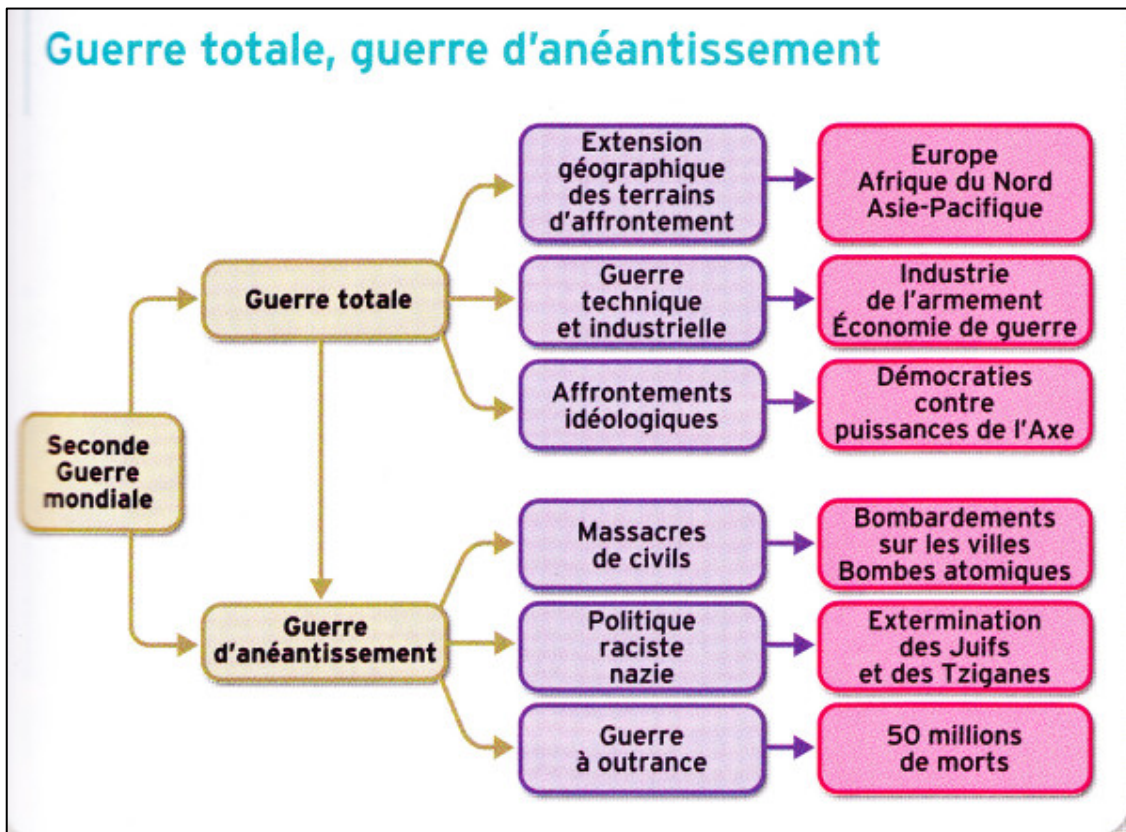 Guerre totale, guerre d'anéantissement
Extension
géographique
des terrains
d'affrontement
Europe
Afrique du Nord
Asie-Pacifique
Guerre totale
Guerre
technique
et industrielle
Industrie
de l'armement
Économie de guerre
Affrontements
idéologiques
Démocraties
contre
puissances de l'Axe
Seconde
Guerre
mondiale
Massacres
de civils
Bombardements
sur les villes
Bombes atomiques
Guerre
d'anéantissement
Politique
raciste
nazie
Extermination
des Juifs
et des Tziganes
Guerre
à outrance
50 millions
de morts